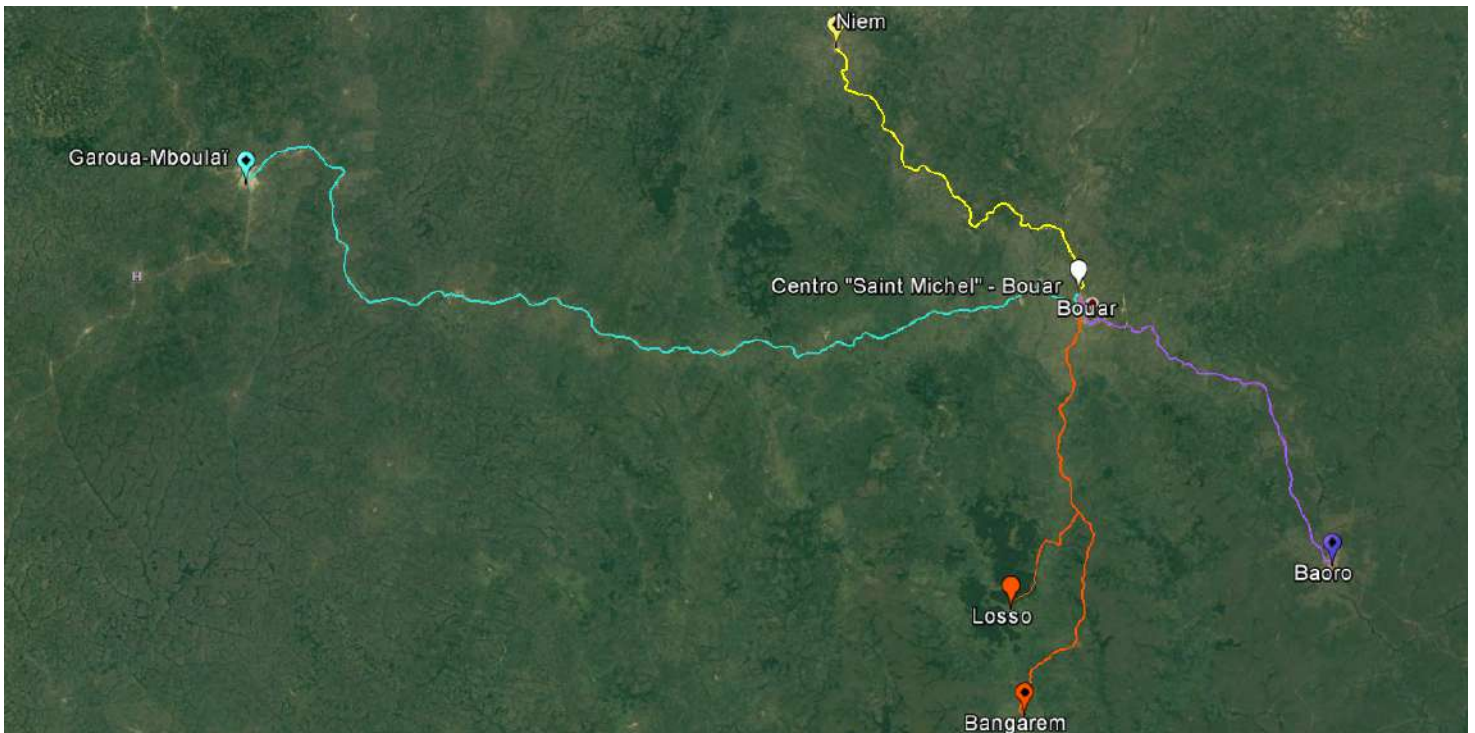 Niem
Garoua-Mboulaï
H
Centro "Saint Michel" - Bouar
Bouar
Baoro
Losso
Bangarem